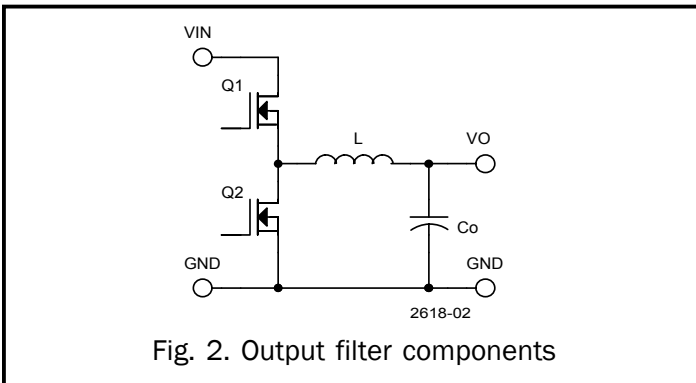 VIN
Q1
L
VO
Q2
Co
GND
GND
2618-02
Fig. 2. Output filter components